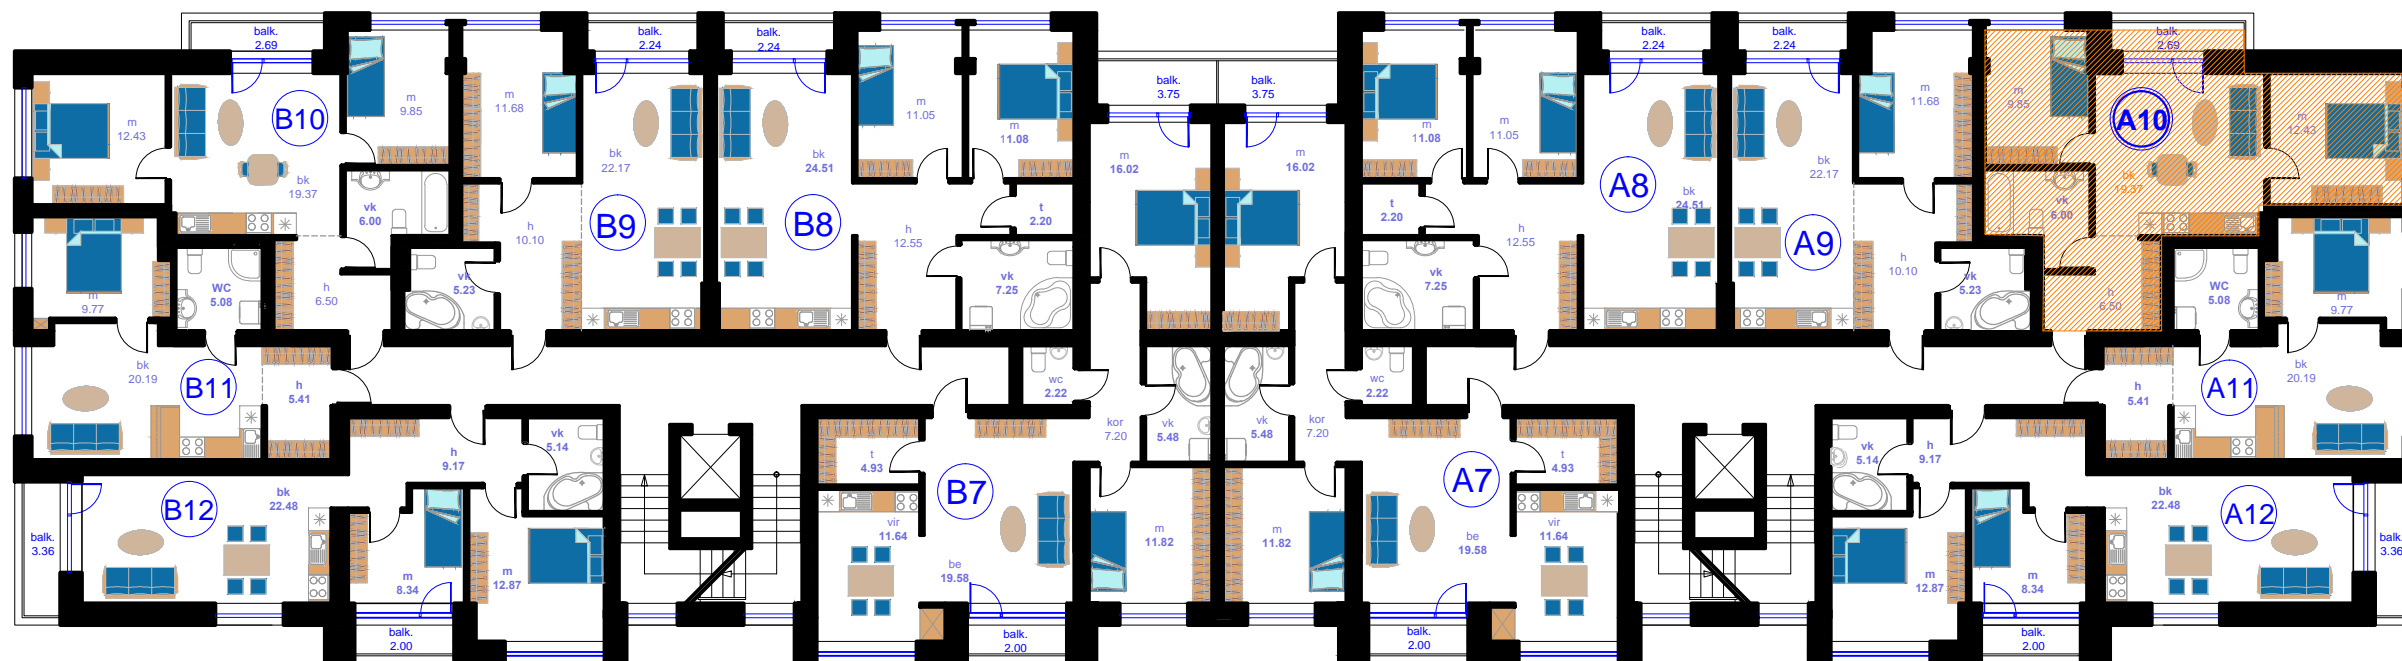 balk.
2.69
balk.
2.24
balk.
2.24
balk.
2.24
balk.
2.24
balk.
2.69
balk.
3.75
balk.
3.75
m
12.43
B10
bk
19.37
m
9.85
m
11.68
bk
22.17
B9
bk
24.51
B8
m
11.05
m
11.08
m
16.02
m
16.02
m
11.08
m
11.05
bk
24.51
A8
bk
22.17
A9
m
11.68
m
9.85
A10
bk
19.37
m
12.43
vk
6.00
h
10.10
h
12.55
t
2.20
t
2.20
h
12.55
h
10.10
vk
6.00
m
9.77
WC
5.08
h
6.50
vk
5.23
vk
7.25
vk
7.25
vk
5.23
h
6.50
WC
5.08
m
9.77
bk
20.19
B11
h
5.41
wc
2.22
wc
2.22
h
5.41
A11
bk
20.19
kor
7.20
vk
5.48
vk
5.48
kor
7.20
h
9.17
vk
5.14
t
4.93
t
4.93
vk
5.14
h
9.17
B12
bk
22.48
B7
A7
bk
22.48
A12
balk.
3.36
m
8.34
m
12.87
vir
11.64
be
19.58
m
11.82
m
11.82
be
19.58
vir
11.64
m
12.87
m
8.34
balk.
3.36
balk.
2.00
balk.
2.00
balk.
2.00
balk.
2.00